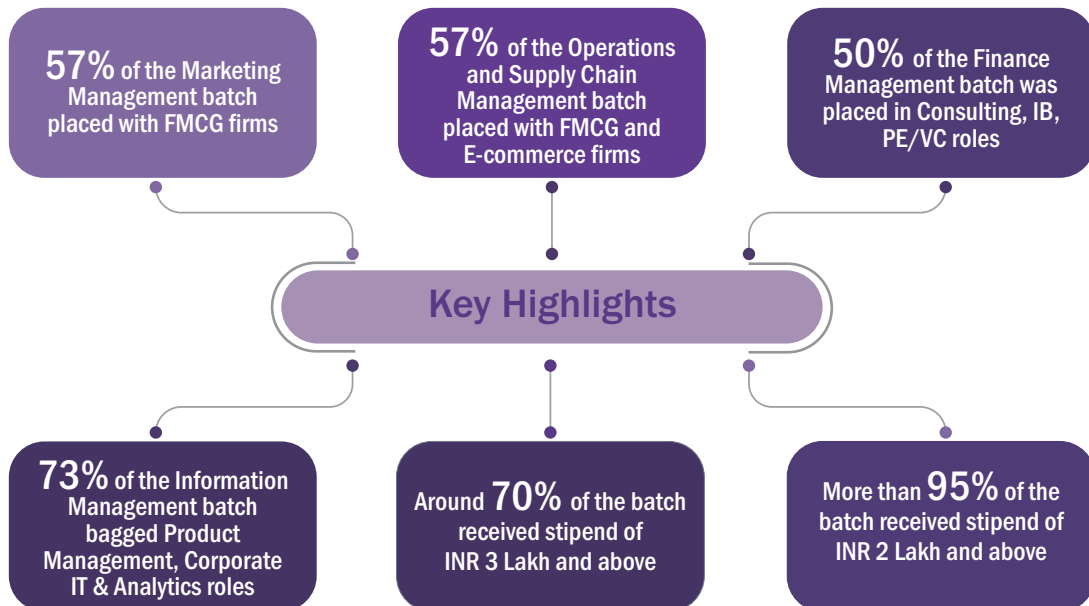 57% of the Marketing
Management batch
placed with FMCG firms
57% of the Operations
and Supply Chain
Management batch
placed with FMCG and
E-commerce firms
50% of the Finance
Management batch was
placed in Consulting, IB,
PE/VC roles
Key Highlights
73% of the Information
Management batch
bagged Product
Management, Corporate
IT & Analytics roles
Around 70% of the batch
received stipend of
INR 3 Lakh and above
More than 95% of the
batch received stipend of
INR 2 Lakh and above